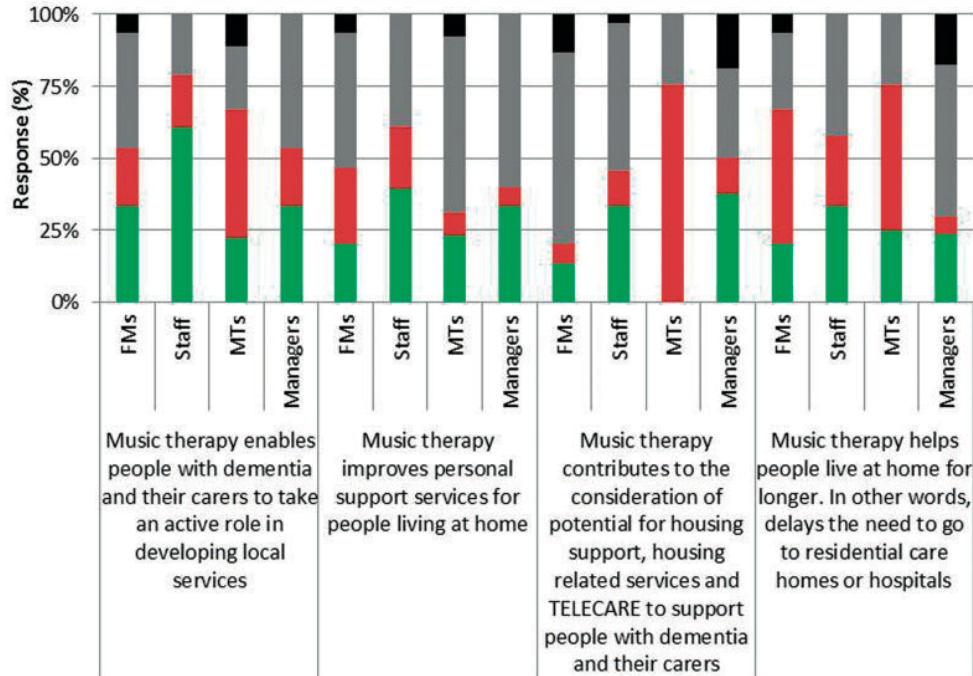 Response (%)
100%
75%
50%
25%
0%
FMs
Staff
MTs
Managers
FMs
Staff
MTs
Managers
FMs
Staff
MTs
Managers
FMs
Staff
MTs
Managers
Music therapy enables
people with dementia
and their carers to take
an active role in
developing local
services
Music therapy
improves personal
support services for
people living at home
Music therapy
contributes to the
consideration of
potential for housing
support, housing
related services and
TELECARE to support
people with dementia
and their carers
Music therapy helps
people live at home for
longer. In other words,
delays the need to go
to residential care
homes or hospitals